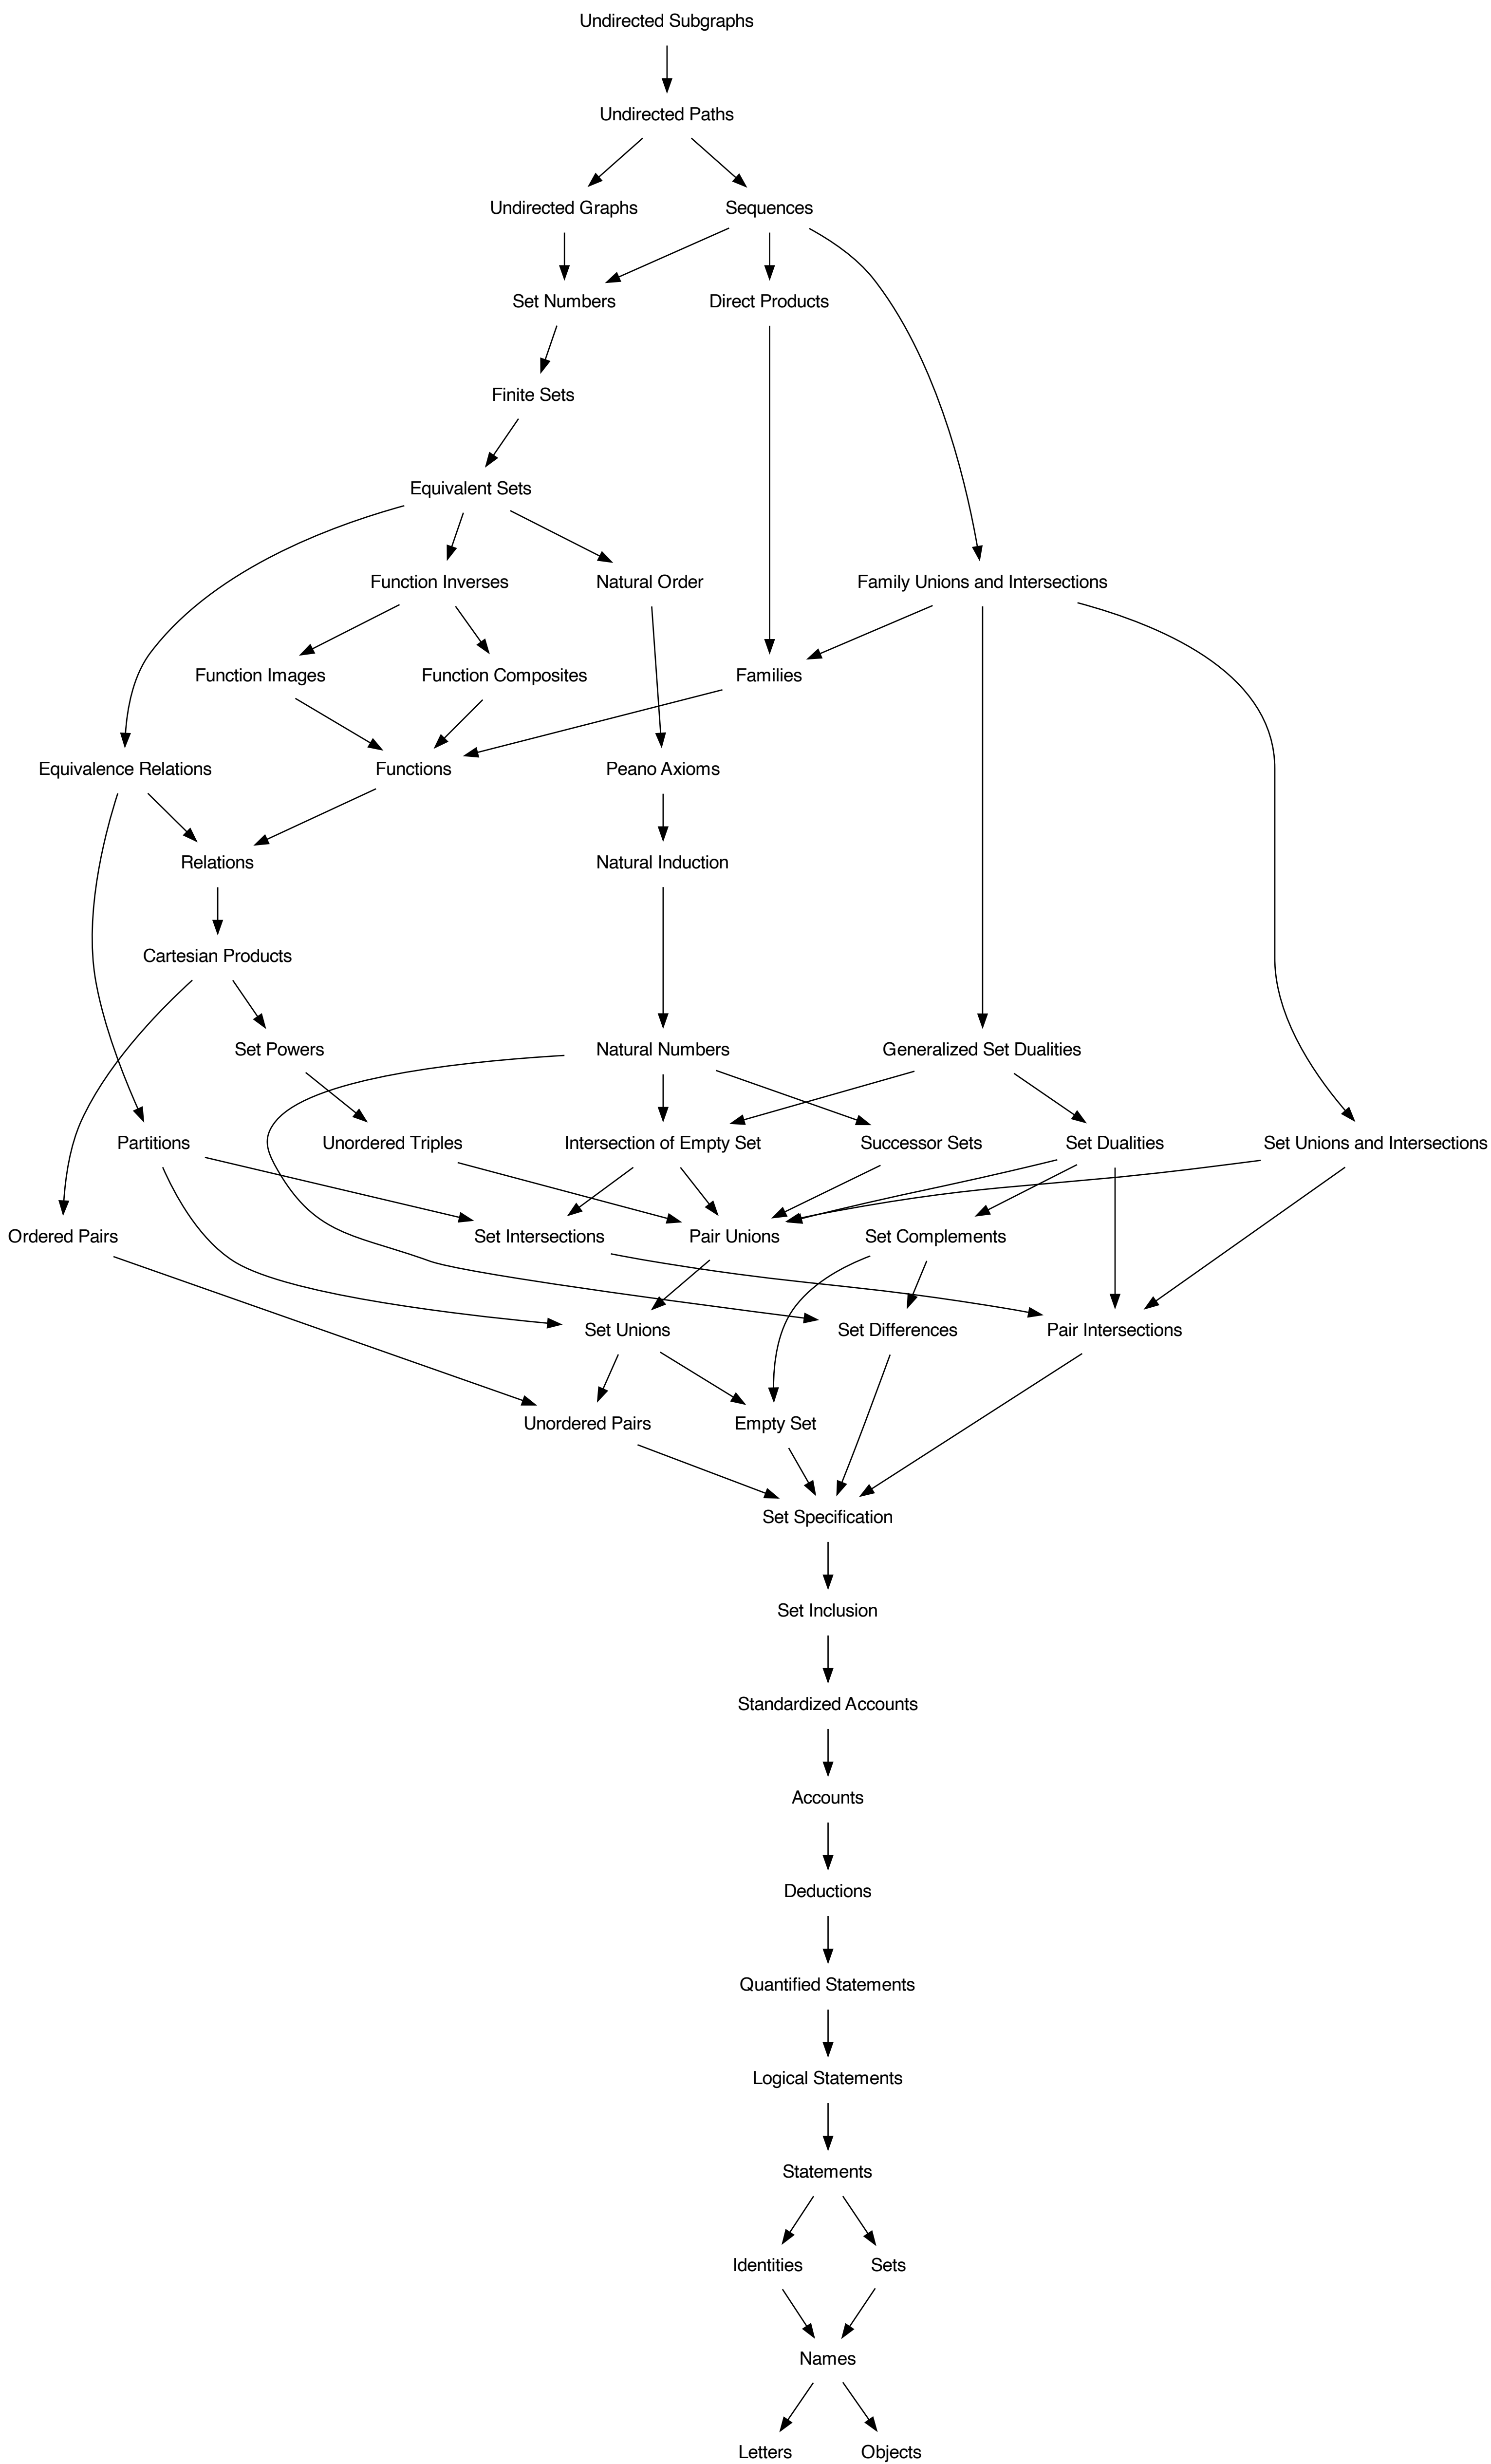 Undirected Subgraphs
Undirected Paths
Undirected Graphs
Sequences
Set Numbers
Direct Products
Finite Sets
Equivalent Sets
Function Inverses
Natural Order
Family Unions and Intersections
Function Images
Function Composites
Families
Equivalence Relations
Functions
Peano Axioms
Relations
Natural Induction
Cartesian Products
Set Powers
Natural Numbers
Generalized Set Dualities
Partitions
Unordered Triples
Intersection of Empty Set
Successor Sets
Set Dualities
Set Unions and Intersections
Ordered Pairs
Set Intersections
Pair Unions
Set Complements
Set Unions
Set Differences
Pair Intersections
Unordered Pairs
Empty Set
Set Specification
Set Inclusion
Standardized Accounts
Accounts
Deductions
Quantified Statements
Logical Statements
Statements
Identities
Sets
Names
Letters
Objects